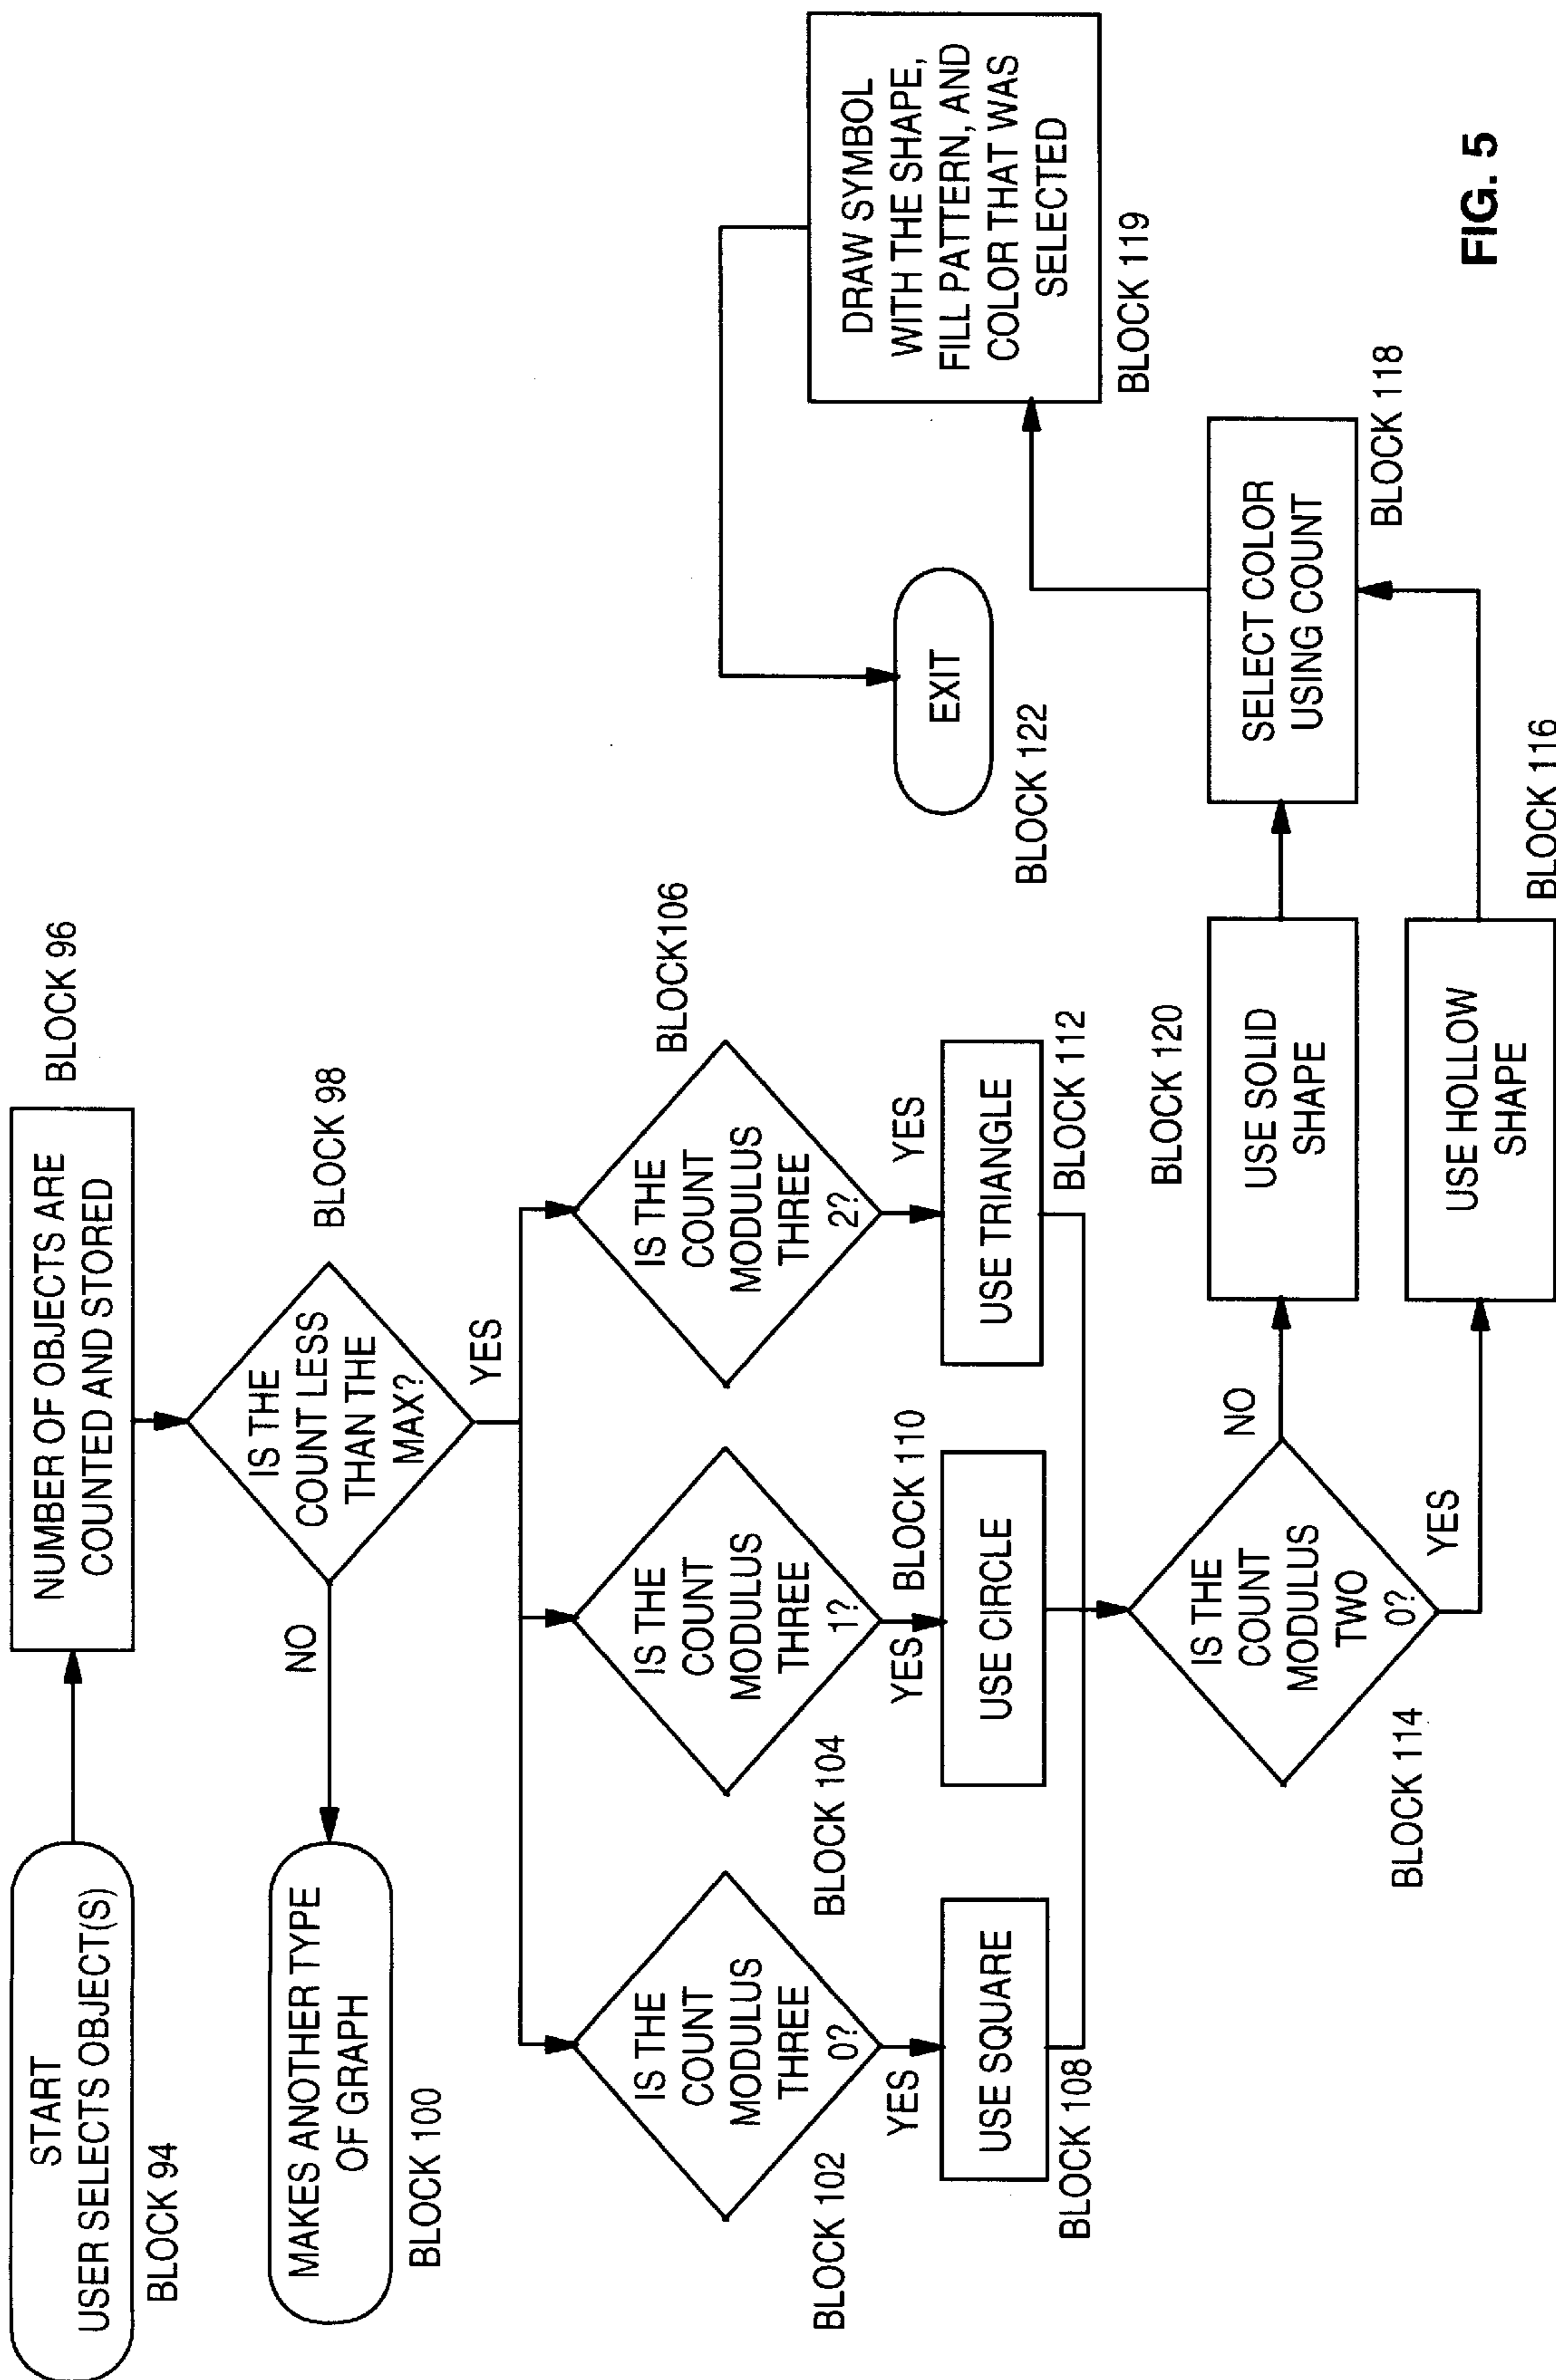 START
USER SELECTS OBJECT(S)
BLOCK 94
NUMBER OF OBJECTS ARE
COUNTED AND STORED
BLOCK 96
IS THE
COUNT LESS
THAN THE
MAX?
BLOCK 98
NO
YES
MAKES ANOTHER TYPE
OF GRAPH
BLOCK 100
IS THE
COUNT
MODULUS
THREE
0?
BLOCK 102
YES
USE SQUARE
BLOCK 108
IS THE
COUNT
MODULUS
THREE
1?
BLOCK 104
YES
BLOCK 110
USE CIRCLE
IS THE
COUNT
MODULUS
THREE
2?
BLOCK106
YES
USE TRIANGLE
BLOCK 112
IS THE
COUNT
MODULUS
TWO
0?
BLOCK 114
NO
YES
BLOCK 120
USE SOLID
SHAPE
USE HOLLOW
SHAPE
BLOCK 116
SELECT COLOR
USING COUNT
BLOCK 118
DRAW SYMBOL
WITH THE SHAPE,
FILL PATTERN, AND
COLOR THAT WAS
SELECTED
BLOCK 119
EXIT
BLOCK 122
FIG. 5